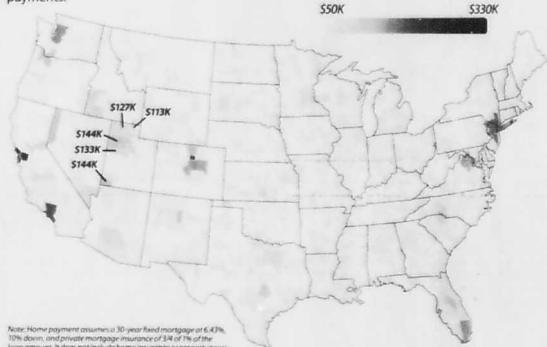 payments.
$50K $330K
$127K
$113K
$144K
$133K
$144K
Note: Home payment assumes a 30-year fixed mortgage at 6.43%,
10% down, and private mortgage insurance of 3/4 of 1% of the